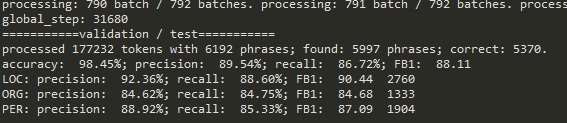 processing: 790 batch / 792 batches. processing: 791 batch / 792 batches. process
global_step: 31680
===========validation / test===========
processed 177232 tokens with 6192 phrases; found: 5997 phrases; correct: 5370.
accuracy:  98.45%; precision:  89.54%; recall:  86.72%; FB1:  88.11
LOC: precision:  92.36%; recall:  88.60%; FB1:  90.44  2760
ORG: precision:  84.62%; recall:  84.75%; FB1:  84.68  1333
PER: precision:  88.92%; recall:  85.33%; FB1:  87.09  1904